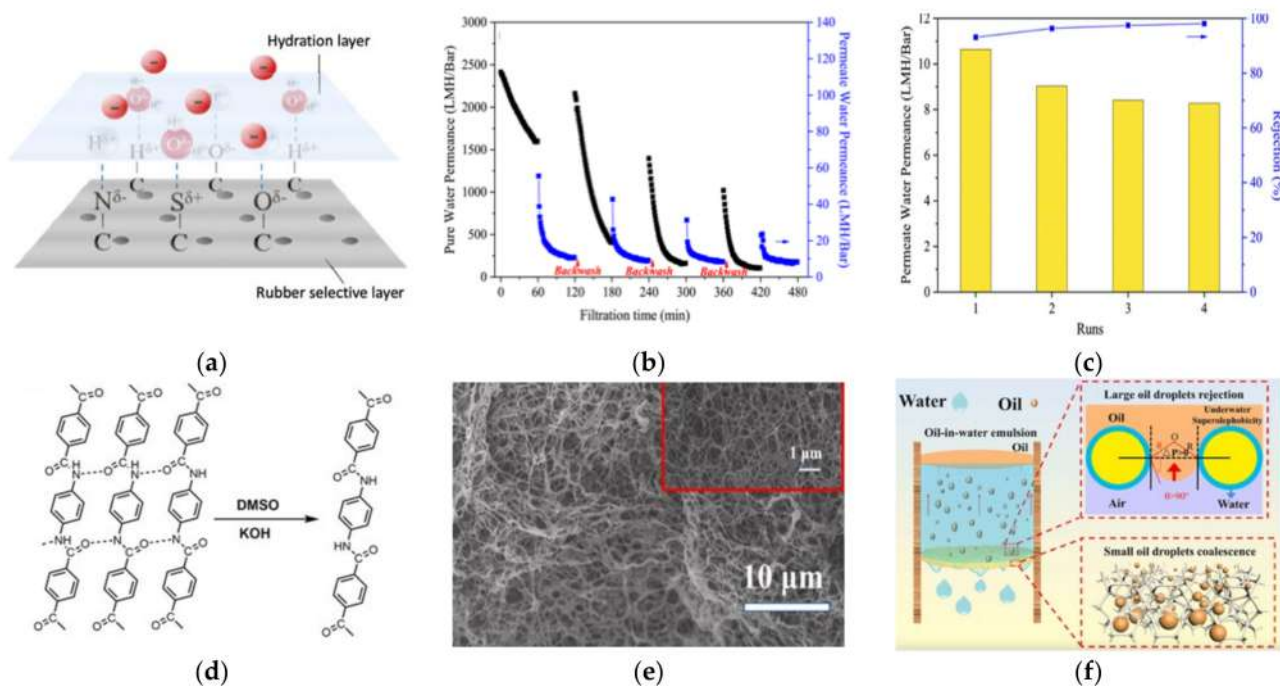 Hydration layer
H δ+
O δ-
H δ+
N δ-
S δ+
O δ-
C
C
C
C
C
Rubber selective layer
(a)
Pure Water Permeance (LMH/Bar)
3000
2500
2000
1500
1000
500
0
140
120
100
80
60
40
20
0
Permeate Water Permeance (LMH/Bar)
Backwash
Backwash
Backwash
0 60 120 180 240 300 360 420 480
Filtration time (min)
(b)
Permeate Water Permeance (LMH/Bar)
12
10
8
6
4
2
0
100
80
60
40
20
0
Rejection (%)
1 2 3 4
Runs
(c)
DMSO
KOH
(d)
1 µm
10 µm
(e)
Water Oil
Oil-in-water emulsion
Oil
Large oil droplets rejection
Oil
Underwater
Superoleophobicity
Air
Water
Small oil droplets coalescence
(f)